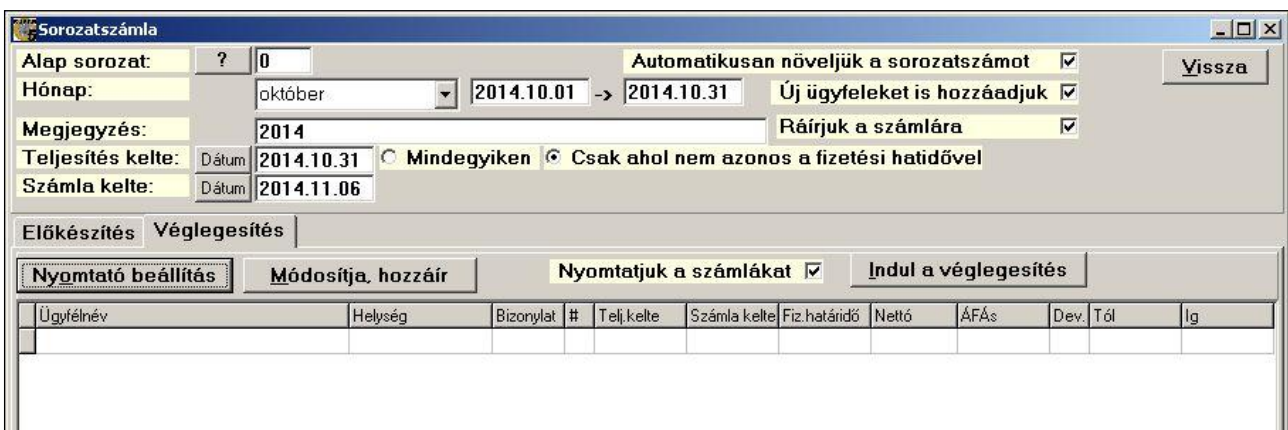 Sorozatszámla
Alap sorozat: ? 0 Automatikusan növeljük a sorozatszámot Vissza
Hónap: október 2014.10.01 -> 2014.10.31 Új ügyfeleket is hozzáadjuk
Megjegyzés: 2014 Ráírjuk a számlára
Teljesítés kelte: Dátum 2014.10.31 Mindegyiken Csak ahol nem azonos a fizetési hatidővel
Számla kelte: Dátum 2014.11.06
Előkészítés Véglegesítés
Nyomtató beállítás Módosítja, hozzáír Nyomtatjuk a számlákat Indul a véglegesítés
Ügyfélnév Helység Bizonylat # Telj.kelte Számla kelte Fiz.határidő Nettó ÁFÁs Dev. Tól Ig